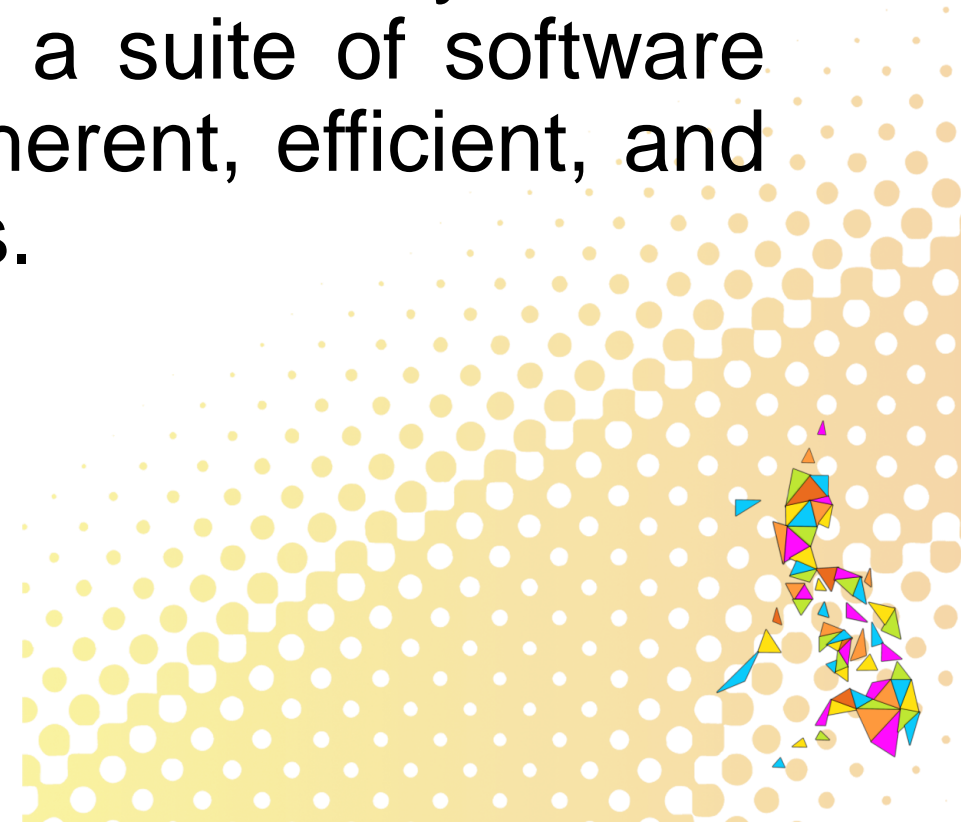 a suite of software
herent, efficient, and
s.